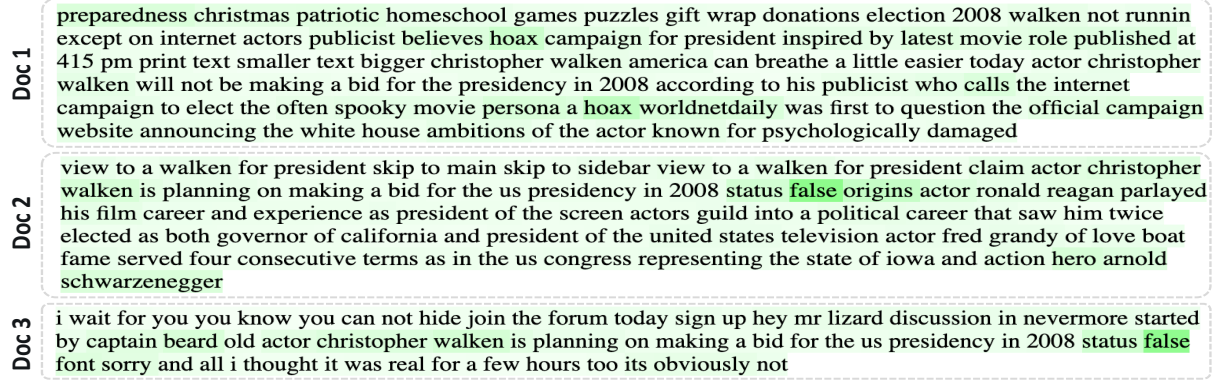 Doc 1
preparedness christmas patriotic homeschool games puzzles gift wrap donations election 2008 walken not runnin
except on internet actors publicist believes hoax campaign for president inspired by latest movie role published at
415 pm print text smaller text bigger christopher walken america can breathe a little easier today actor christopher
walken will not be making a bid for the presidency in 2008 according to his publicist who calls the internet
campaign to elect the often spooky movie persona a hoax worldnetdaily was first to question the official campaign
website announcing the white house ambitions of the actor known for psychologically damaged
Doc 2
view to a walken for president skip to main skip to sidebar view to a walken for president claim actor christopher
walken is planning on making a bid for the us presidency in 2008 status false origins actor ronald reagan parlayed
his film career and experience as president of the screen actors guild into a political career that saw him twice
elected as both governor of california and president of the united states television actor fred grandy of love boat
fame served four consecutive terms as in the us congress representing the state of iowa and action hero arnold
schwarzenegger
Doc 3
i wait for you you know you can not hide join the forum today sign up hey mr lizard discussion in nevermore started
by captain beard old actor christopher walken is planning on making a bid for the us presidency in 2008 status false
font sorry and all i thought it was real for a few hours too its obviously not